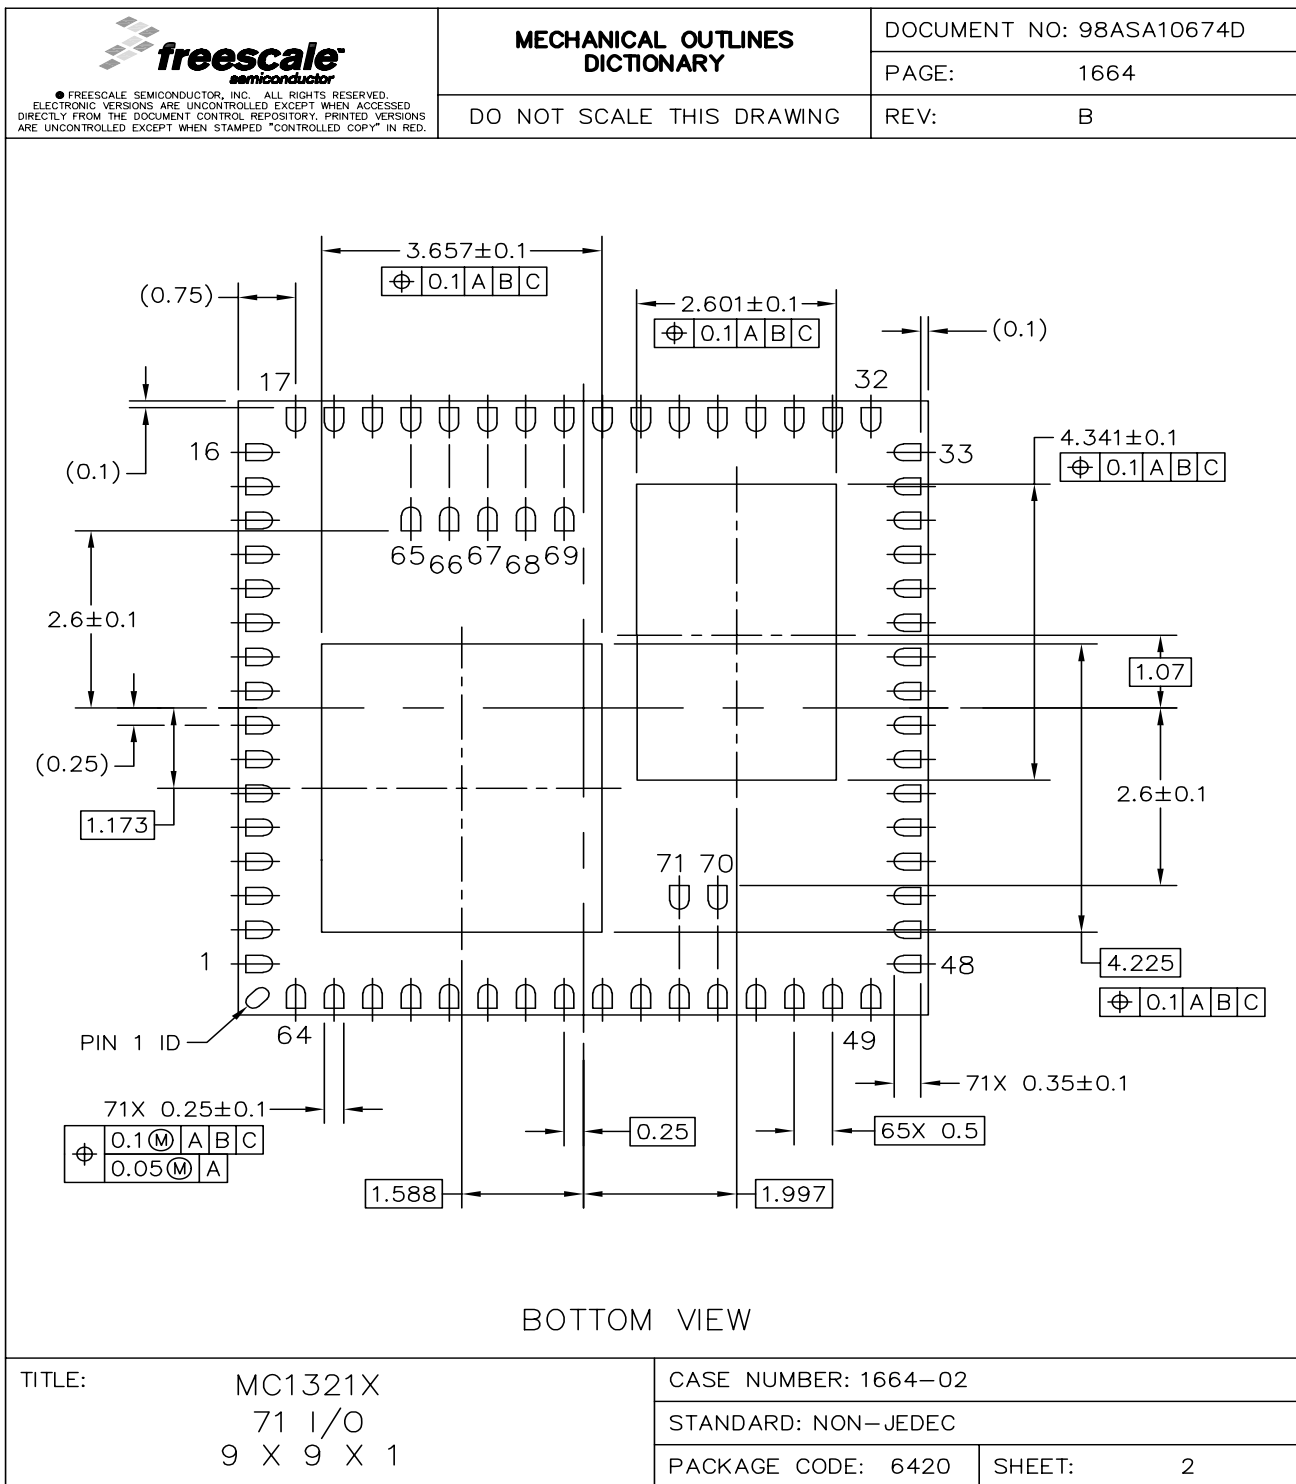 freescale™
semiconductor
● FREESCALE SEMICONDUCTOR, INC. ALL RIGHTS RESERVED.
ELECTRONIC VERSIONS ARE UNCONTROLLED EXCEPT WHEN ACCESSED
DIRECTLY FROM THE DOCUMENT CONTROL REPOSITORY. PRINTED VERSIONS
ARE UNCONTROLLED EXCEPT WHEN STAMPED "CONTROLLED COPY" IN RED.
MECHANICAL OUTLINES
DICTIONARY
DO NOT SCALE THIS DRAWING
DOCUMENT NO: 98ASA10674D
PAGE: 1664
REV: B
3.657±0.1
⌖ 0.1 A B C
(0.75)
2.601±0.1
⌖ 0.1 A B C
(0.1)
17
32
16
33
(0.1)
4.341±0.1
⌖ 0.1 A B C
65 66 67 68 69
2.6±0.1
1.07
(0.25)
1.173
2.6±0.1
71 70
1
48
4.225
⌖ 0.1 A B C
PIN 1 ID
64
49
71X 0.35±0.1
71X 0.25±0.1
⌖ 0.1Ⓜ A B C
0.05Ⓜ A
0.25
65X 0.5
1.588
1.997
BOTTOM VIEW
TITLE: MC1321X
71 I/O
9 X 9 X 1
CASE NUMBER: 1664-02
STANDARD: NON-JEDEC
PACKAGE CODE: 6420
SHEET: 2